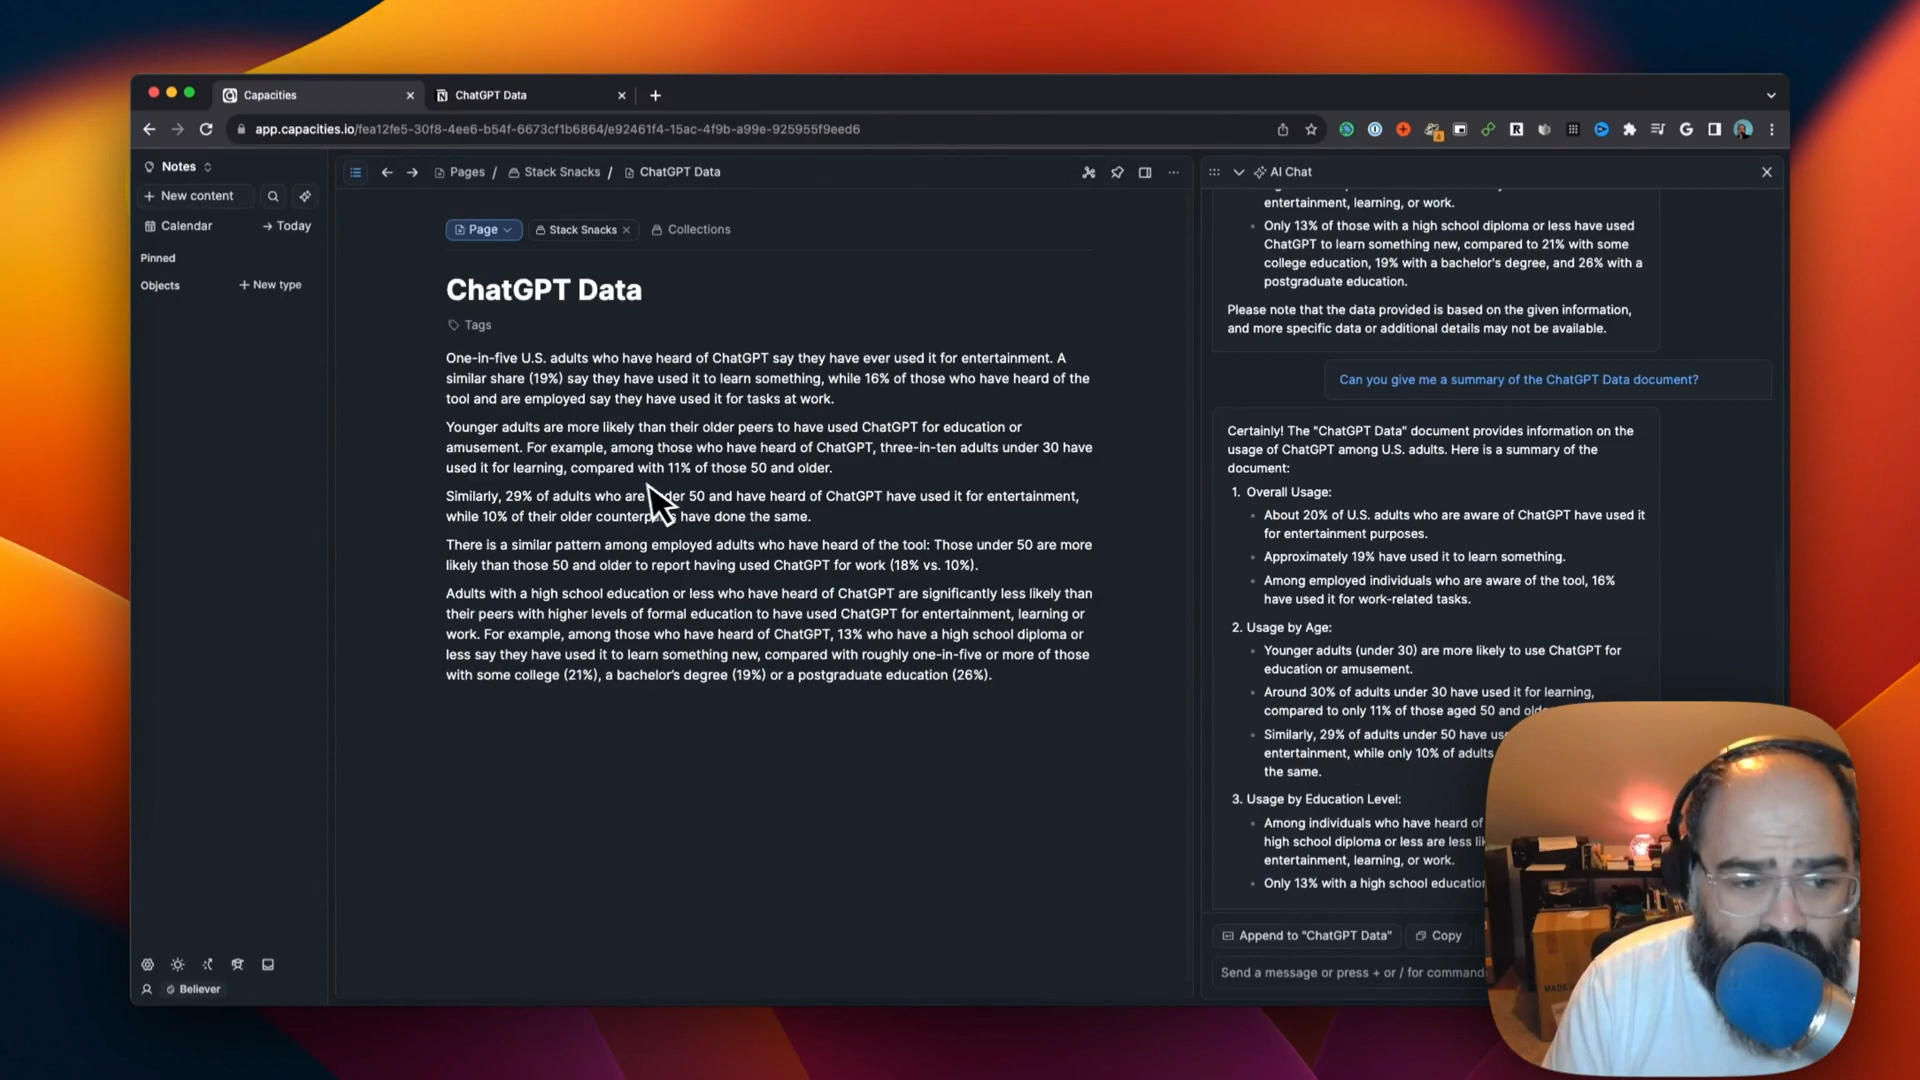 Capacities
ChatGPT Data
app.capacities.io/fea12fe5-30f8-4ee6-b54f-6673cf1b6864/e92461f4-15ac-4f9b-a99e-925955f9eed6
Notes
New content
Calendar
Today
Pinned
Objects
New type
Believer
Pages / Stack Snacks / ChatGPT Data
Page
Stack Snacks
Collections
ChatGPT Data
Tags
One-in-five U.S. adults who have heard of ChatGPT say they have ever used it for entertainment. A
similar share (19%) say they have used it to learn something, while 16% of those who have heard of the
tool and are employed say they have used it for tasks at work.
Younger adults are more likely than their older peers to have used ChatGPT for education or
amusement. For example, among those who have heard of ChatGPT, three-in-ten adults under 30 have
used it for learning, compared with 11% of those 50 and older.
Similarly, 29% of adults who are under 50 and have heard of ChatGPT have used it for entertainment,
while 10% of their older counterparts have done the same.
There is a similar pattern among employed adults who have heard of the tool: Those under 50 are more
likely than those 50 and older to report having used ChatGPT for work (18% vs. 10%).
Adults with a high school education or less who have heard of ChatGPT are significantly less likely than
their peers with higher levels of formal education to have used ChatGPT for entertainment, learning or
work. For example, among those who have heard of ChatGPT, 13% who have a high school diploma or
less say they have used it to learn something new, compared with roughly one-in-five or more of those
with some college (21%), a bachelor's degree (19%) or a postgraduate education (26%).
AI Chat
entertainment, learning, or work.
Only 13% of those with a high school diploma or less have used
ChatGPT to learn something new, compared to 21% with some
college education, 19% with a bachelor's degree, and 26% with a
postgraduate education.
Please note that the data provided is based on the given information,
and more specific data or additional details may not be available.
Can you give me a summary of the ChatGPT Data document?
Certainly! The "ChatGPT Data" document provides information on the
usage of ChatGPT among U.S. adults. Here is a summary of the
document:
1. Overall Usage:
About 20% of U.S. adults who are aware of ChatGPT have used it
for entertainment purposes.
Approximately 19% have used it to learn something.
Among employed individuals who are aware of the tool, 16%
have used it for work-related tasks.
2. Usage by Age:
Younger adults (under 30) are more likely to use ChatGPT for
education or amusement.
Around 30% of adults under 30 have used it for learning,
compared to only 11% of those aged 50 and
Similarly, 29% of adults under 50 have
entertainment, while only 10% of adults
the same.
3. Usage by Education Level:
Among individuals who have heard of
high school diploma or less are less
entertainment, learning, or work.
Only 13% with a high school
Append to "ChatGPT Data"
Copy
Send a message or press + or / for